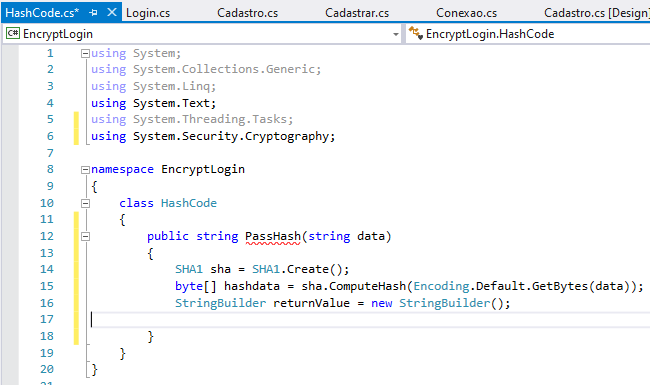 HashCode.cs* Login.cs Cadastro.cs Cadastrar.cs Conexao.cs Cadastro.cs [Design]
C# EncryptLogin EncryptLogin.HashCode
1 using System;
2 using System.Collections.Generic;
3 using System.Linq;
4 using System.Text;
5 using System.Threading.Tasks;
6 using System.Security.Cryptography;
7
8 namespace EncryptLogin
9 {
10 class HashCode
11 {
12 public string PassHash(string data)
13 {
14 SHA1 sha = SHA1.Create();
15 byte[] hashdata = sha.ComputeHash(Encoding.Default.GetBytes(data));
16 StringBuilder returnValue = new StringBuilder();
17
18 }
19 }
20 }
21